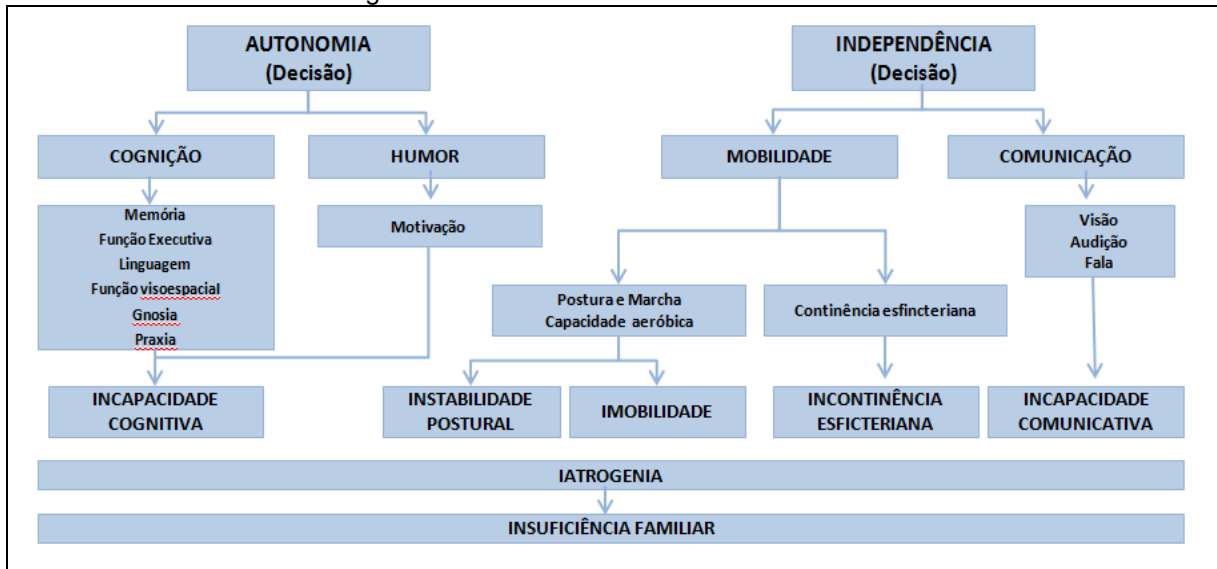 AUTONOMIA
(Decisão)
INDEPENDÊNCIA
(Decisão)
COGNIÇÃO
HUMOR
MOBILIDADE
COMUNICAÇÃO
Memória
Função Executiva
Linguagem
Função visoespacial
Gnosia
Praxia
Motivação
Visão
Audição
Fala
Postura e Marcha
Capacidade aeróbica
Continência esfincteriana
INCAPACIDADE
COGNITIVA
INSTABILIDADE
POSTURAL
IMOBILIDADE
INCONTINÊNCIA
ESFICTERIANA
INCAPACIDADE
COMUNICATIVA
IATROGENIA
INSUFICIÊNCIA FAMILIAR